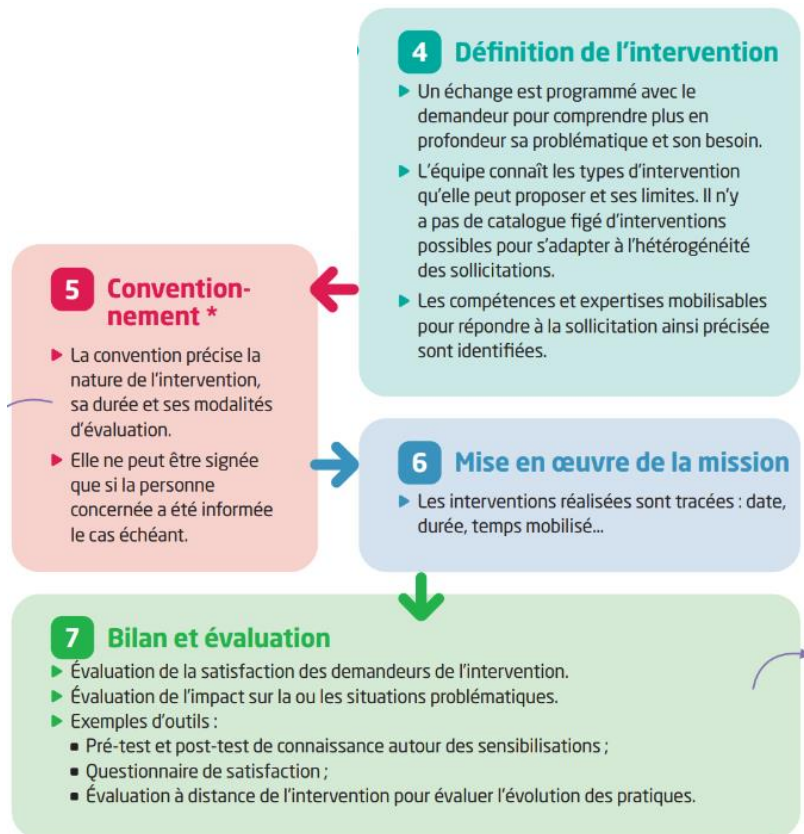 4 Définition de l'intervention
▶ Un échange est programmé avec le
demandeur pour comprendre plus en
profondeur sa problématique et son besoin.
▶ L'équipe connaît les types d'intervention
qu'elle peut proposer et ses limites. Il n'y
a pas de catalogue figé d'interventions
possibles pour s'adapter à l'hétérogénéité
des sollicitations.
▶ Les compétences et expertises mobilisables
pour répondre à la sollicitation ainsi précisée
sont identifiées.
5 Convention-
nement *
▶ La convention précise la
nature de l'intervention,
sa durée et ses modalités
d'évaluation.
▶ Elle ne peut être signée
que si la personne
concernée a été informée
le cas échéant.
6 Mise en œuvre de la mission
▶ Les interventions réalisées sont tracées : date,
durée, temps mobilisé...
7 Bilan et évaluation
▶ Évaluation de la satisfaction des demandeurs de l'intervention.
▶ Évaluation de l'impact sur la ou les situations problématiques.
▶ Exemples d'outils :
▪ Pré-test et post-test de connaissance autour des sensibilisations ;
▪ Questionnaire de satisfaction ;
▪ Évaluation à distance de l'intervention pour évaluer l'évolution des pratiques.